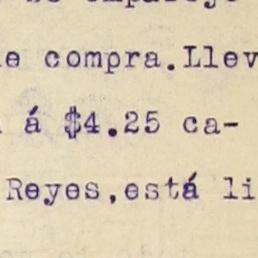 e compra. Llev
á $4.25 ca-
Reyes, está li